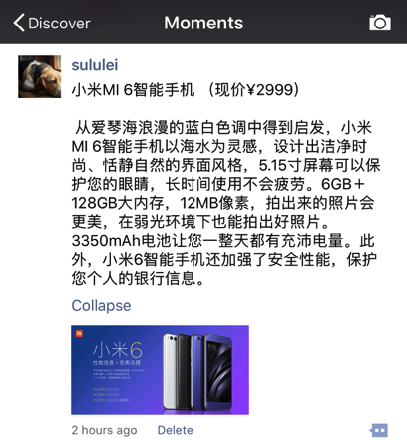 Discover
Moments
sululei
小米MI 6智能手机 （现价¥2999）
从爱琴海浪漫的蓝白色调中得到启发，小米
MI 6智能手机以海水为灵感，设计出洁净时
尚、恬静自然的界面风格，5.15寸屏幕可以保
护您的眼睛，长时间使用不会疲劳。6GB＋
128GB大内存，12MB像素，拍出来的照片会
更美，在弱光环境下也能拍出好照片。
3350mAh电池让您一整天都有充沛电量。此
外，小米6智能手机还加强了安全性能，保护
您个人的银行信息。
Collapse
小米6
2 hours ago
Delete